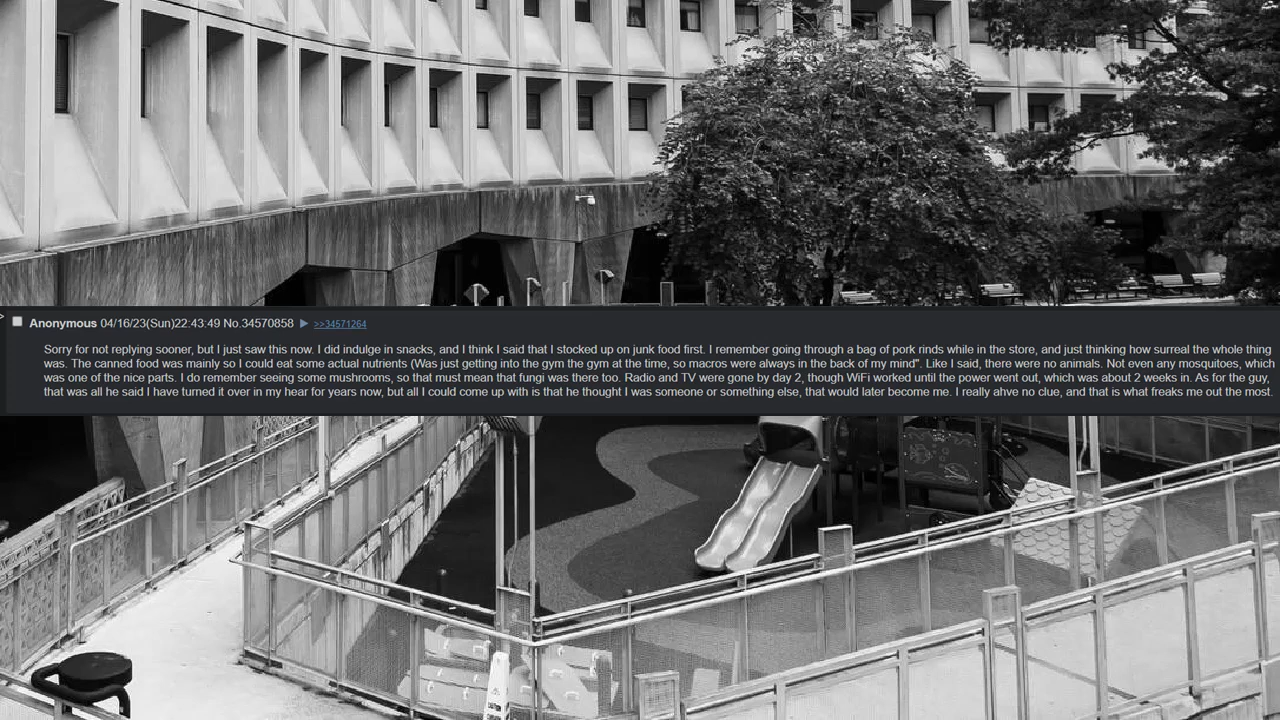 Anonymous 04/16/23(Sun)22:43:49 No.34570858 ▶ >>34571264
Sorry for not replying sooner, but I just saw this now. I did indulge in snacks, and I think I said that I stocked up on junk food first. I remember going through a bag of pork rinds while in the store, and just thinking how surreal the whole thing
was. The canned food was mainly so I could eat some actual nutrients (Was just getting into the gym the gym at the time, so macros were always in the back of my mind". Like I said, there were no animals. Not even any mosquitoes, which
was one of the nice parts. I do remember seeing some mushrooms, so that must mean that fungi was there too. Radio and TV were gone by day 2, though WiFi worked until the power went out, which was about 2 weeks in. As for the guy,
that was all he said I have turned it over in my hear for years now, but all I could come up with is that he thought I was someone or something else, that would later become me. I really ahve no clue, and that is what freaks me out the most.